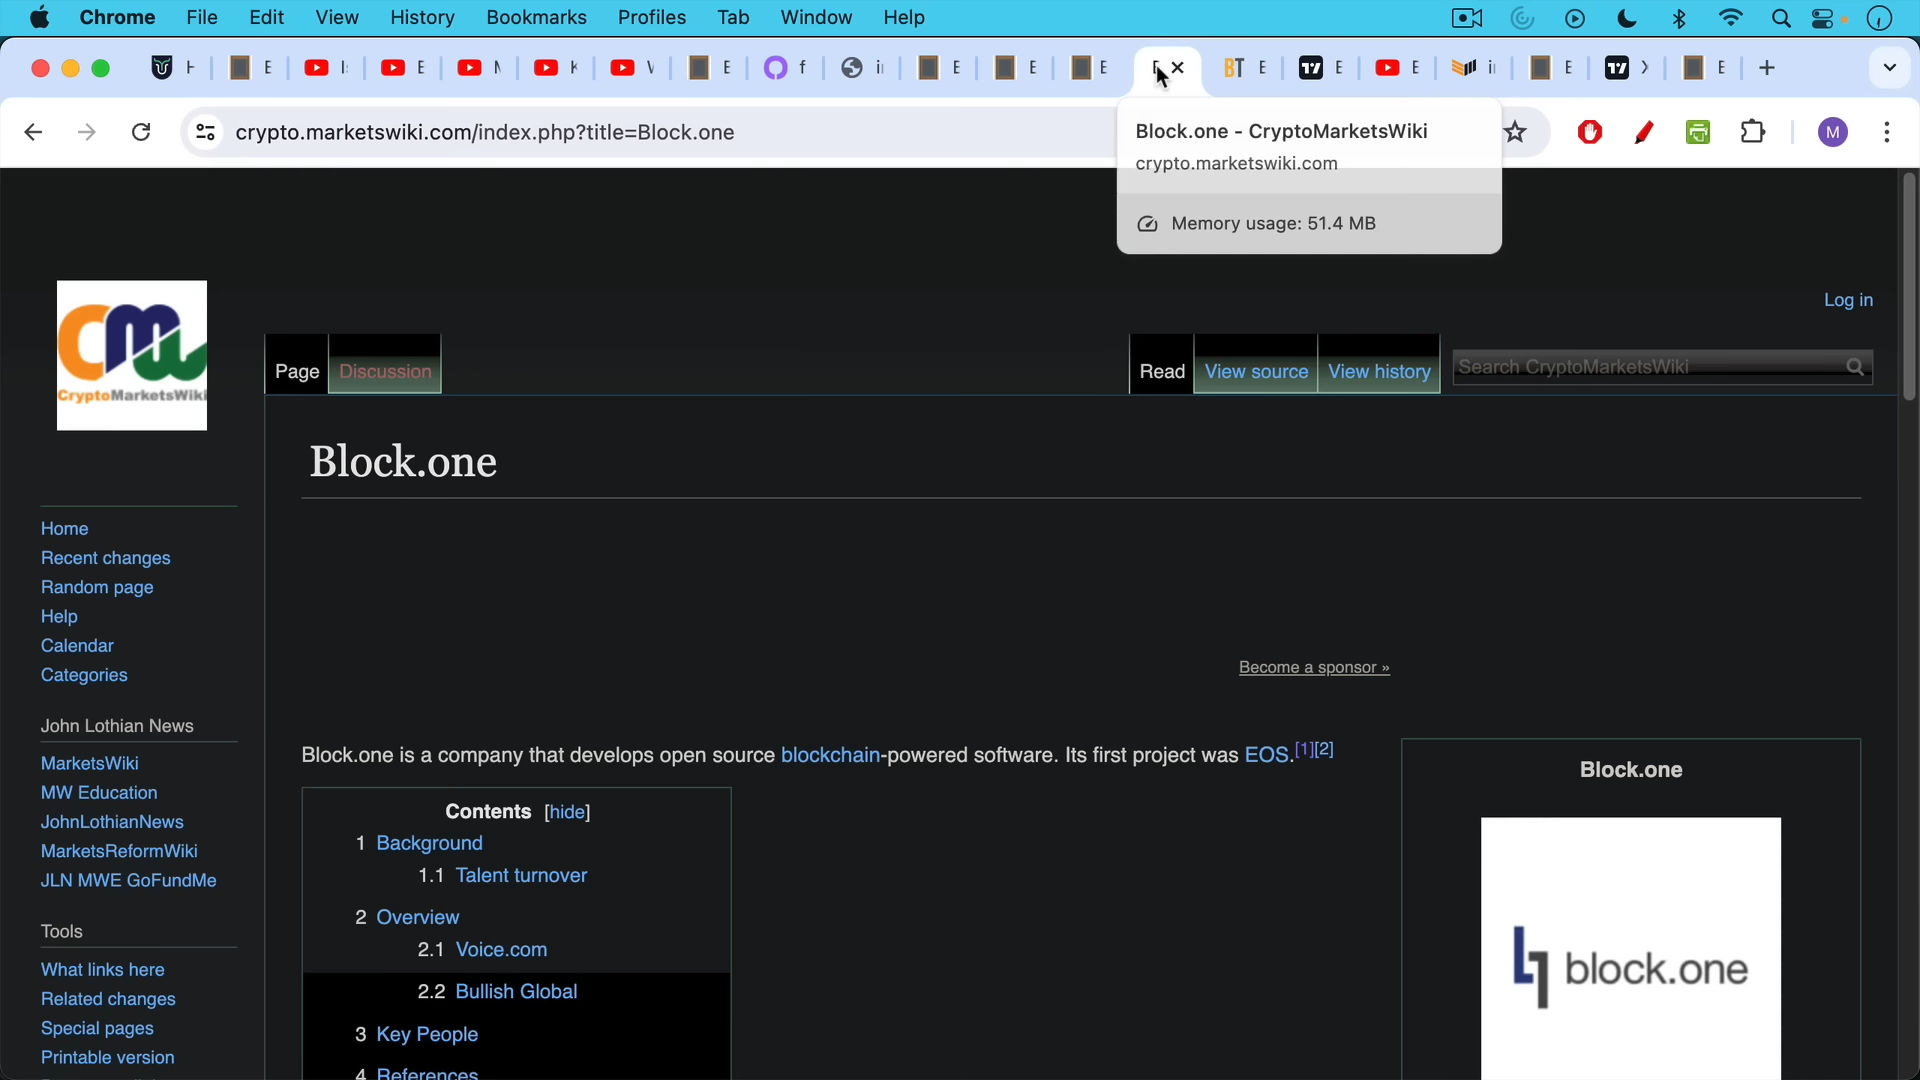 Chrome File Edit View History Bookmarks Profiles Tab Window Help
crypto.marketswiki.com/index.php?title=Block.one
Block.one - CryptoMarketsWiki
crypto.marketswiki.com
Memory usage: 51.4 MB
M
Log in
CryptoMarketsWiki
Page Discussion
Read View source View history Search CryptoMarketsWiki
Block.one
Home
Recent changes
Random page
Help
Calendar
Categories
Become a sponsor »
John Lothian News
MarketsWiki
MW Education
JohnLothianNews
MarketsReformWiki
JLN MWE GoFundMe
Tools
What links here
Related changes
Special pages
Printable version
Block.one is a company that develops open source blockchain-powered software. Its first project was EOS.[1][2]
Contents [hide]
1 Background
1.1 Talent turnover
2 Overview
2.1 Voice.com
2.2 Bullish Global
3 Key People
4 References
Block.one
block.one